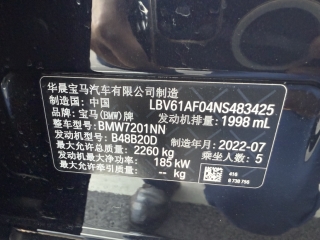 华晨宝马汽车有限公司制造
制造国: 中国 LBV61AF04NS483425
品牌: 宝马(BMW)牌 发动机排量: 1998 mL
整车型号: BMW7201NN
发动机型号: B48B20D 制造年月: 2022-07
最大允许总质量: 2260 kg 乘坐人数: 5
发动机最大净功率: 185 kW
最大允许牵引质量: -- kg